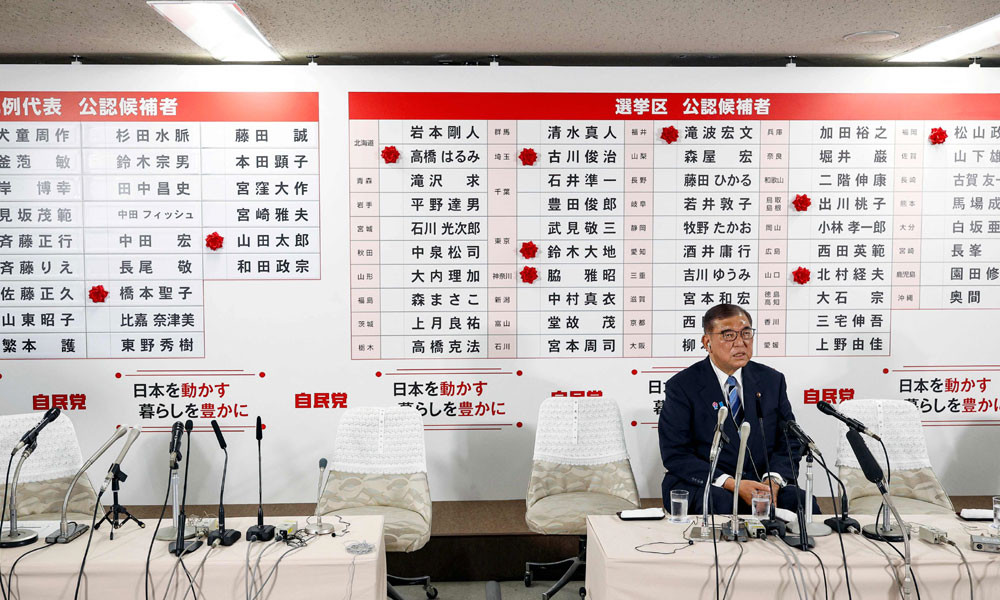 例代表 公認候補者
犬童周作
釜萢 敏
岸 博幸
見坂茂範
斉藤正行
斉藤りえ
佐藤正久
山東昭子
繁本 護
杉田水脈
鈴木宗男
田中昌史
中田 フィッシュ
中田 宏
長尾 敬
橋本聖子
比嘉 奈津美
東野秀樹
藤田 誠
本田顕子
宮窪大作
宮崎雅夫
山田太郎
和田政宗
選挙区 公認候補者
北海道
岩本剛人
高橋 はるみ
青森 滝沢 求
岩手 平野達男
宮城 石川 光次郎
秋田 中泉松司
山形 大内理加
福島 森 まさこ
茨城 上月良祐
栃木 高橋克法
群馬 清水真人
埼玉 古川俊治
千葉
石井準一
豊田俊郎
東京
武見敬三
鈴木大地
神奈川 脇 雅昭
新潟 中村真衣
富山 堂故 茂
石川 宮本周司
福井 滝波宏文
山梨 森屋 宏
長野 藤田 ひかる
岐阜 若井敦子
静岡 牧野 たかお
愛知 酒井庸行
三重 吉川 ゆうみ
滋賀 宮本和宏
京都 西
大阪 柳
兵庫 加田裕之
奈良 堀井 巌
和歌山 二階伸康
鳥取 島根 出川桃子
岡山 小林 孝一郎
広島 西田英範
山口 北村経夫
徳島 高知 大石 宗
香川 三宅伸吾
愛媛 上野由佳
福岡 松山政
佐賀 山下雄
長崎 古賀友一
熊本 馬場成
大分 白坂亜
宮崎 長峯
鹿児島 園田修
沖縄 奥間
自民党
日本を動かす
暮らしを豊かに
自民党
日本を動かす
暮らしを豊かに
自民党
日
暮
自民党
日本を動かす
暮らしを豊かに